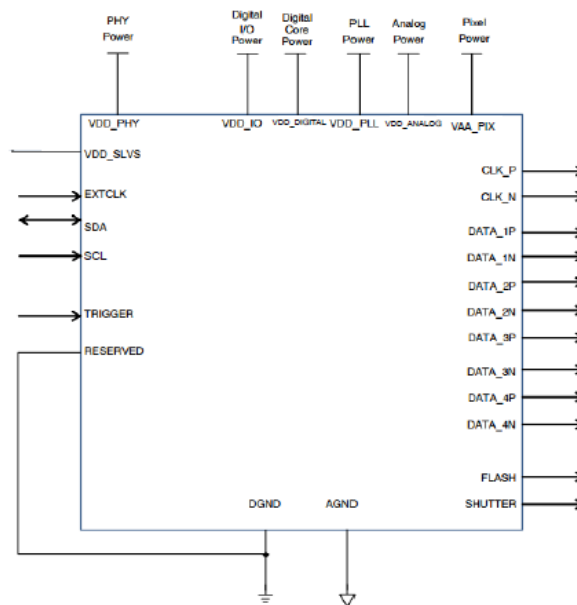 PHY
Power
Digital
I/O
Power
Digital
Core
Power
PLL
Power
Analog
Power
Pixel
Power
VDD_PHY
VDD_IO
VDD_DIGITAL
VDD_PLL
VDD_ANALOG
VAA_PIX
VDD_SLVS
EXTCLK
SDA
SCL
TRIGGER
RESERVED
CLK_P
CLK_N
DATA_1P
DATA_1N
DATA_2P
DATA_2N
DATA_3P
DATA_3N
DATA_4P
DATA_4N
FLASH
SHUTTER
DGND
AGND